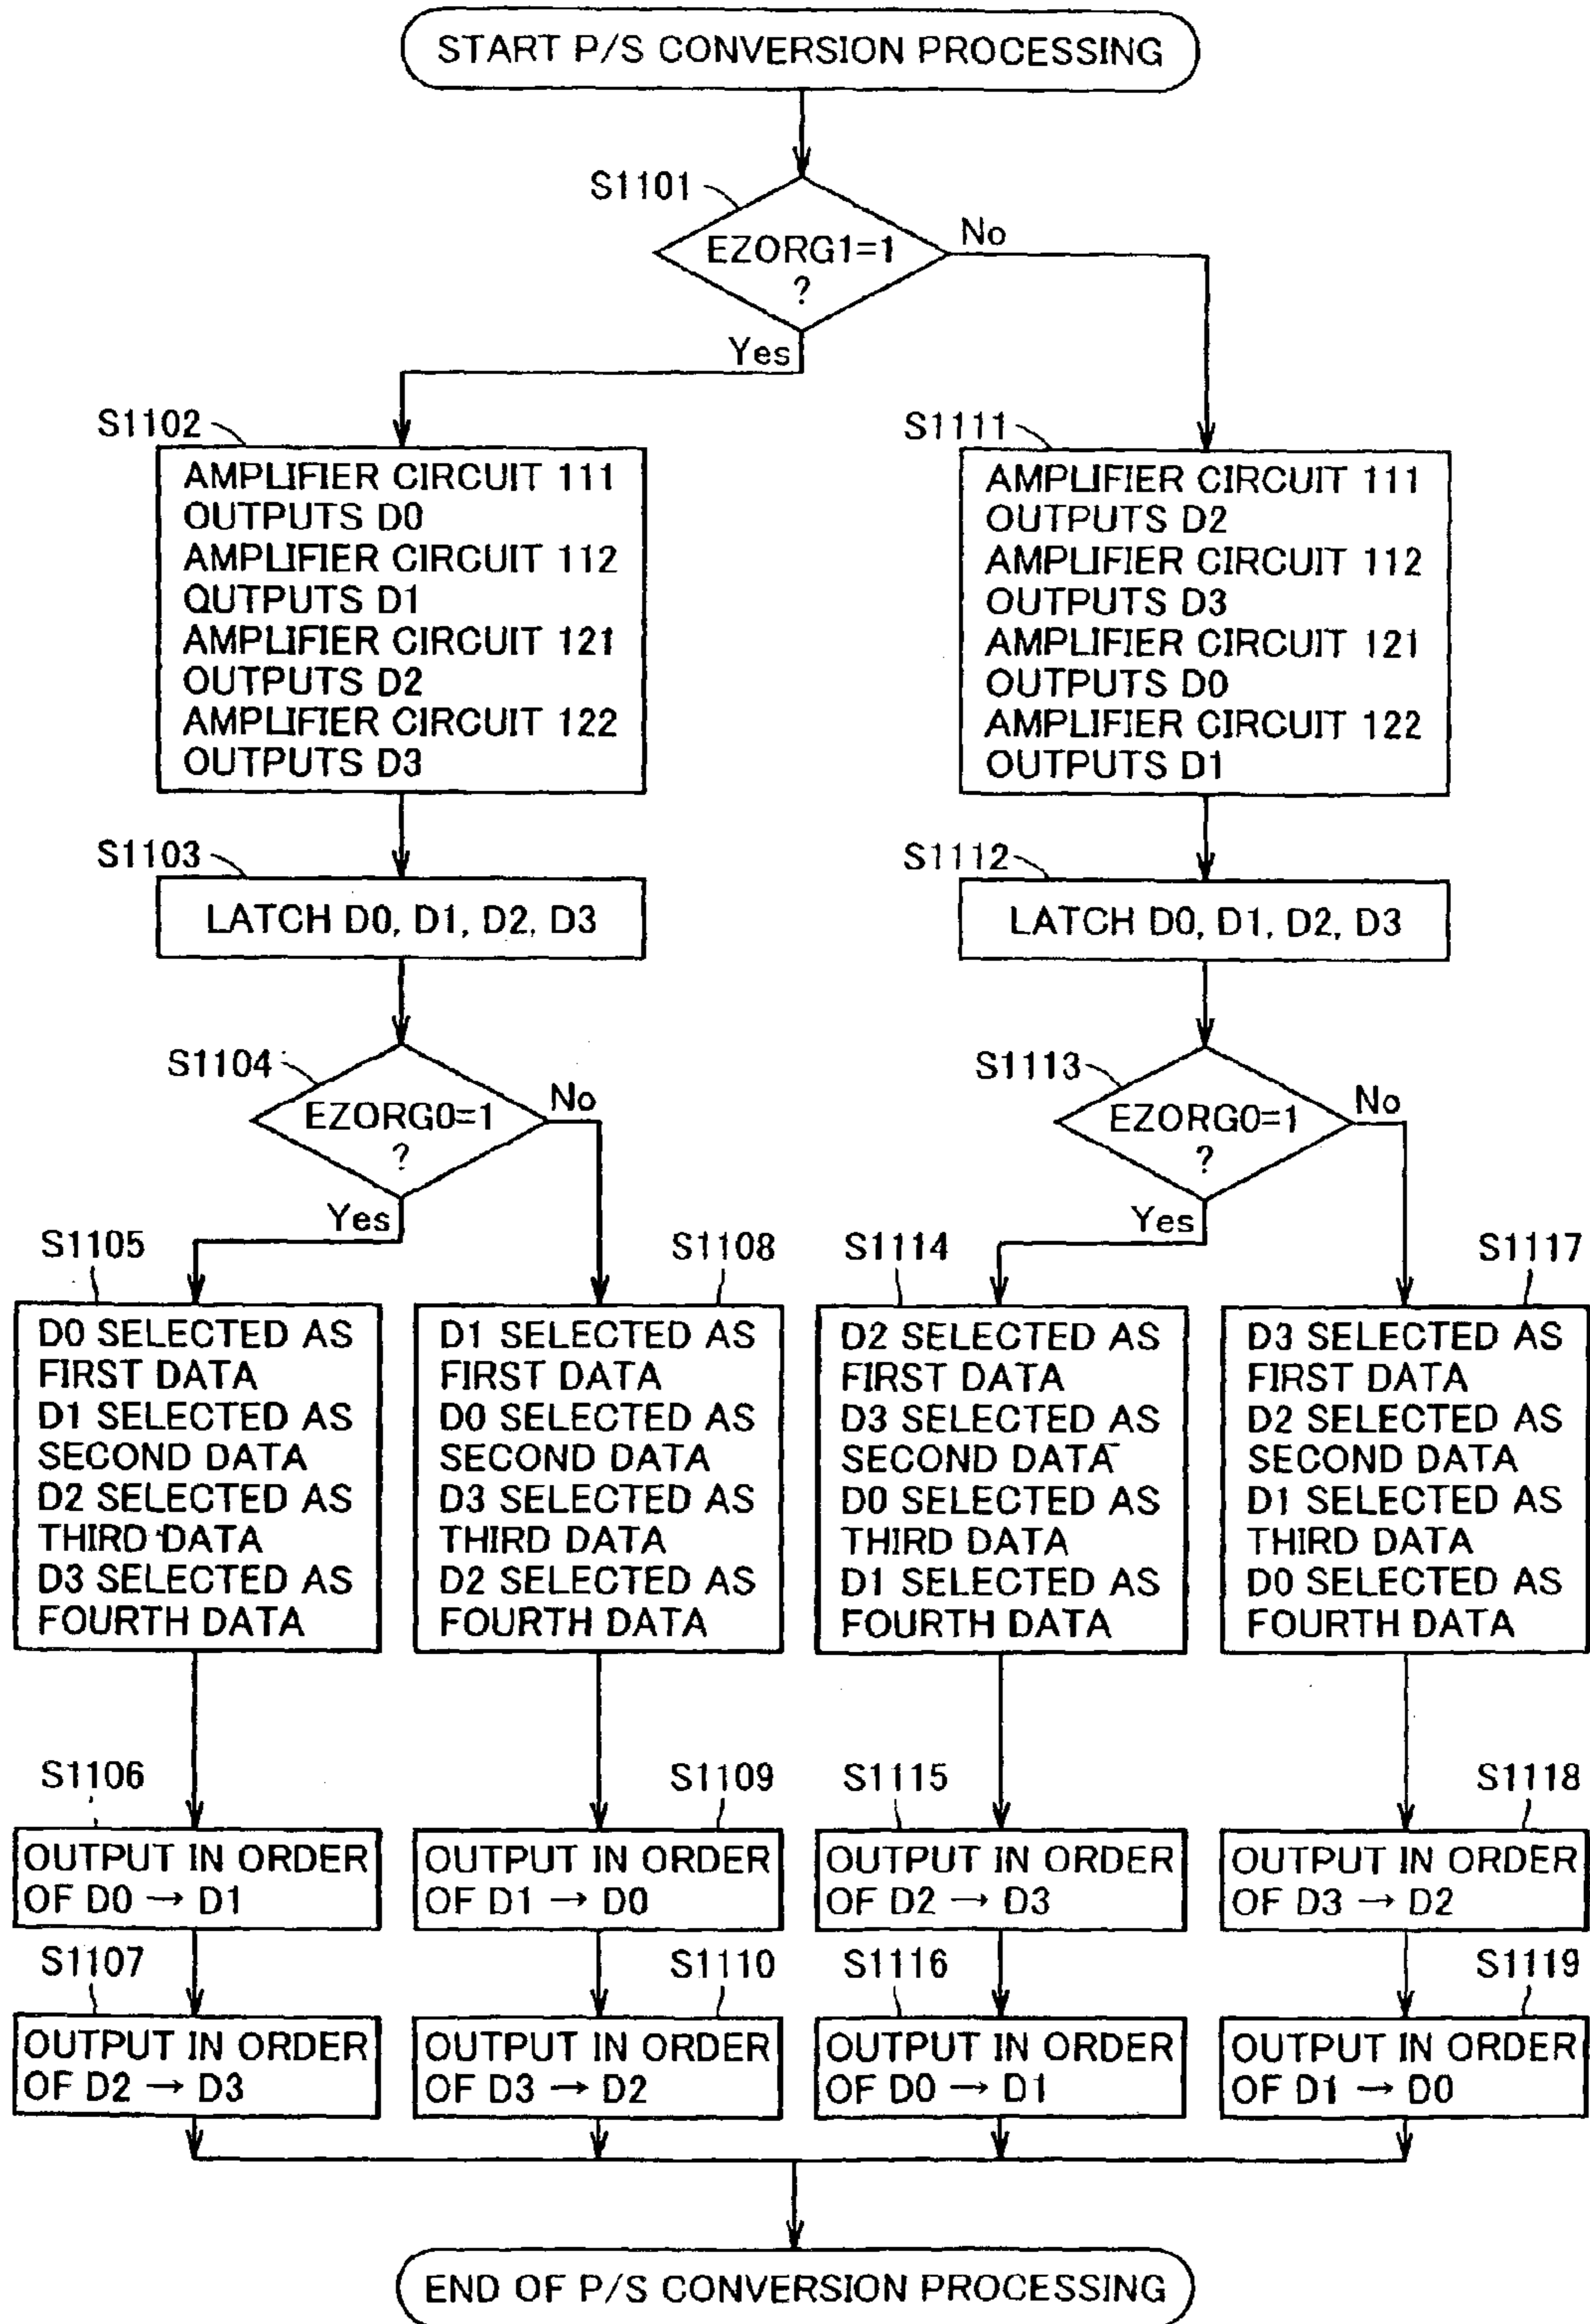 START P/S CONVERSION PROCESSING
S1101
EZORG1=1
?
No
Yes
S1102
AMPLIFIER CIRCUIT 111
OUTPUTS D0
AMPLIFIER CIRCUIT 112
QUTPUTS D1
AMPLIFIER CIRCUIT 121
OUTPUTS D2
AMPLIFIER CIRCUIT 122
OUTPUTS D3
S1111
AMPLIFIER CIRCUIT 111
OUTPUTS D2
AMPLIFIER CIRCUIT 112
OUTPUTS D3
AMPLIFIER CIRCUIT 121
OUTPUTS D0
AMPLIFIER CIRCUIT 122
OUTPUTS D1
S1103
LATCH D0, D1, D2, D3
S1112
LATCH D0, D1, D2, D3
S1104
EZORG0=1
?
No
Yes
S1113
EZORG0=1
?
No
Yes
S1105
D0 SELECTED AS
FIRST DATA
D1 SELECTED AS
SECOND DATA
D2 SELECTED AS
THIRD DATA
D3 SELECTED AS
FOURTH DATA
S1108
D1 SELECTED AS
FIRST DATA
D0 SELECTED AS
SECOND DATA
D3 SELECTED AS
THIRD DATA
D2 SELECTED AS
FOURTH DATA
S1114
D2 SELECTED AS
FIRST DATA
D3 SELECTED AS
SECOND DATA
D0 SELECTED AS
THIRD DATA
D1 SELECTED AS
FOURTH DATA
S1117
D3 SELECTED AS
FIRST DATA
D2 SELECTED AS
SECOND DATA
D1 SELECTED AS
THIRD DATA
D0 SELECTED AS
FOURTH DATA
S1106
OUTPUT IN ORDER
OF D0 → D1
S1109
OUTPUT IN ORDER
OF D1 → D0
S1115
OUTPUT IN ORDER
OF D2 → D3
S1118
OUTPUT IN ORDER
OF D3 → D2
S1107
OUTPUT IN ORDER
OF D2 → D3
S1110
OUTPUT IN ORDER
OF D3 → D2
S1116
OUTPUT IN ORDER
OF D0 → D1
S1119
OUTPUT IN ORDER
OF D1 → D0
END OF P/S CONVERSION PROCESSING